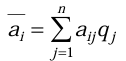 $\overline{a_i} = \sum_{j=1}^{n} a_{ij} q_j$